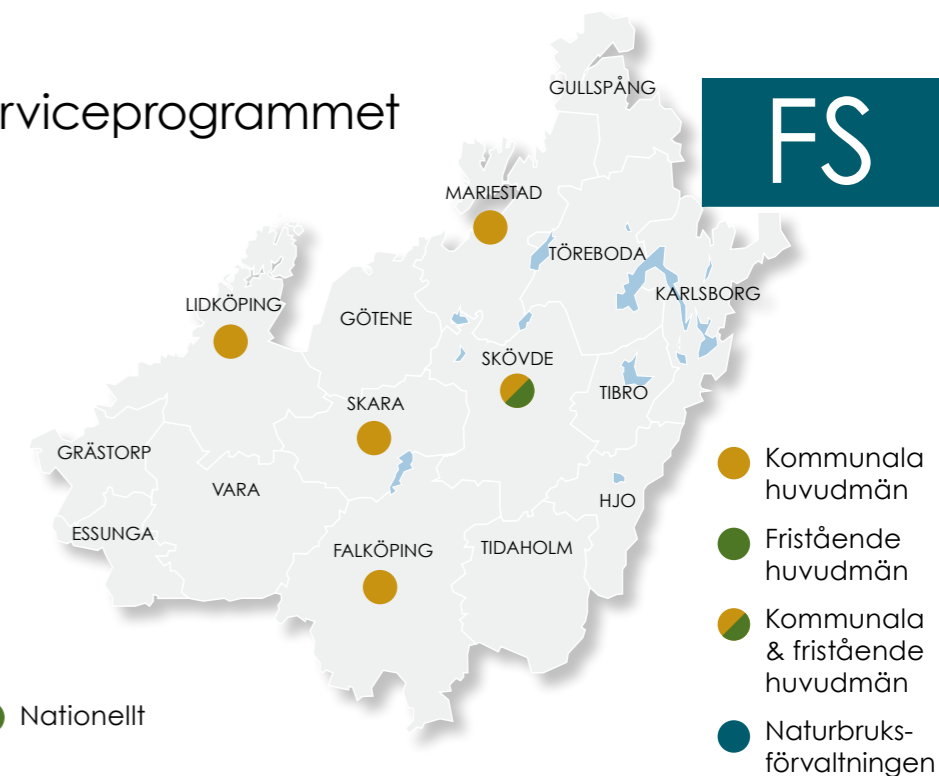 rviceprogrammet
FS
GULLSPÅNG
MARIESTAD
TÖREBODA
KARLSBORG
LIDKÖPING
GÖTENE
SKÖVDE
TIBRO
SKARA
GRÄSTORP
VARA
HJO
ESSUNGA
FALKÖPING
TIDAHOLM
Kommunala
huvudmän
Fristående
huvudmän
Kommunala
& fristående
huvudmän
Naturbruks-
förvaltningen
Nationellt